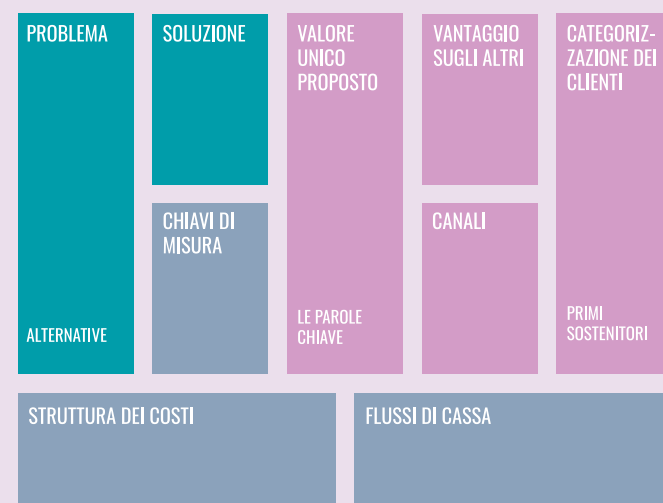 PROBLEMA
ALTERNATIVE
SOLUZIONE
CHIAVI DI
MISURA
VALORE
UNICO
PROPOSTO
LE PAROLE
CHIAVE
VANTAGGIO
SUGLI ALTRI
CANALI
CATEGORIZ-
ZAZIONE DEI
CLIENTI
PRIMI
SOSTENITORI
STRUTTURA DEI COSTI
FLUSSI DI CASSA